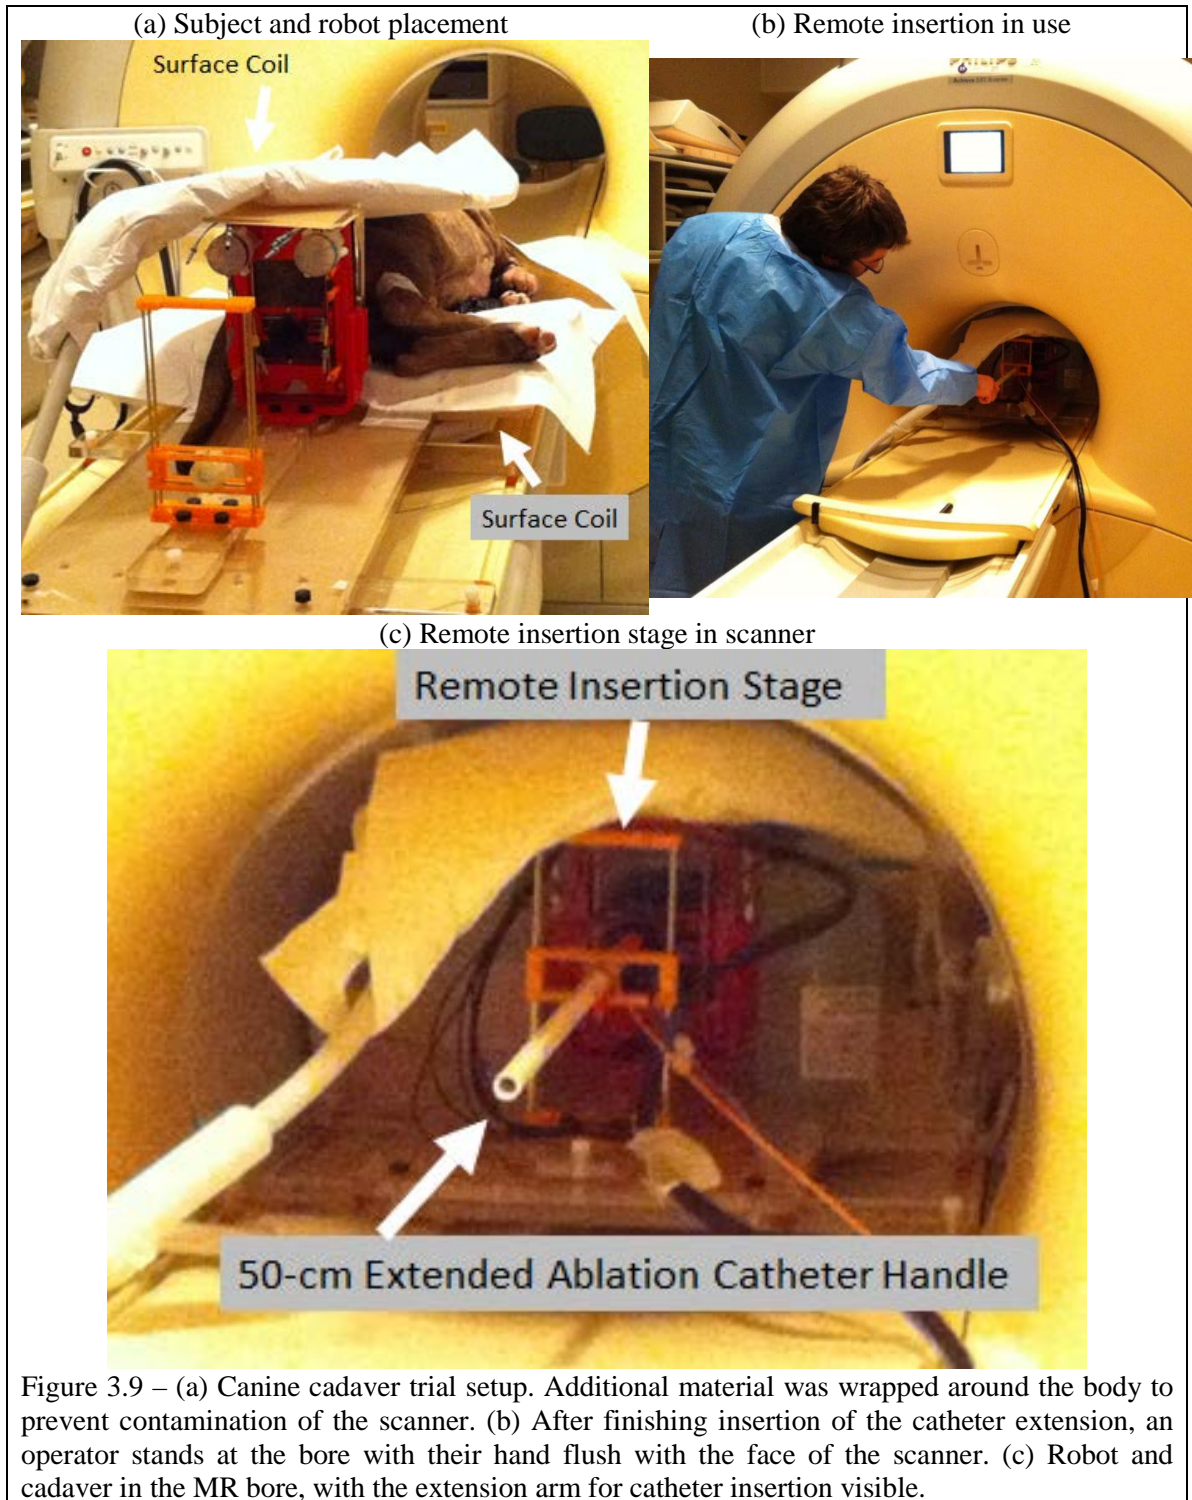 (a) Subject and robot placement
(b) Remote insertion in use
Surface Coil
Surface Coil
PHILIPS
(c) Remote insertion stage in scanner
Remote Insertion Stage
50-cm Extended Ablation Catheter Handle
Figure 3.9 – (a) Canine cadaver trial setup. Additional material was wrapped around the body to
prevent contamination of the scanner. (b) After finishing insertion of the catheter extension, an
operator stands at the bore with their hand flush with the face of the scanner. (c) Robot and
cadaver in the MR bore, with the extension arm for catheter insertion visible.